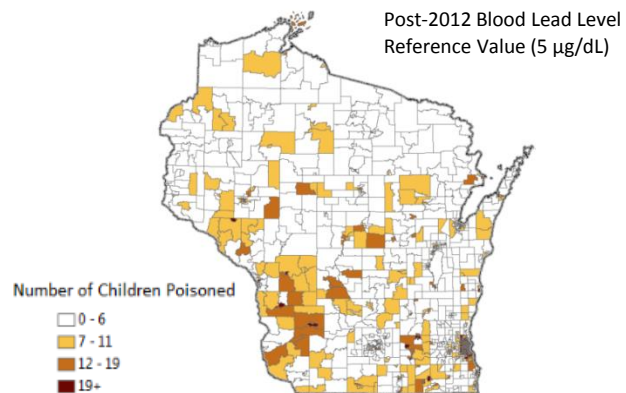 Post-2012 Blood Lead Level
Reference Value (5 µg/dL)
Number of Children Poisoned
0 - 6
7 - 11
12 - 19
19+